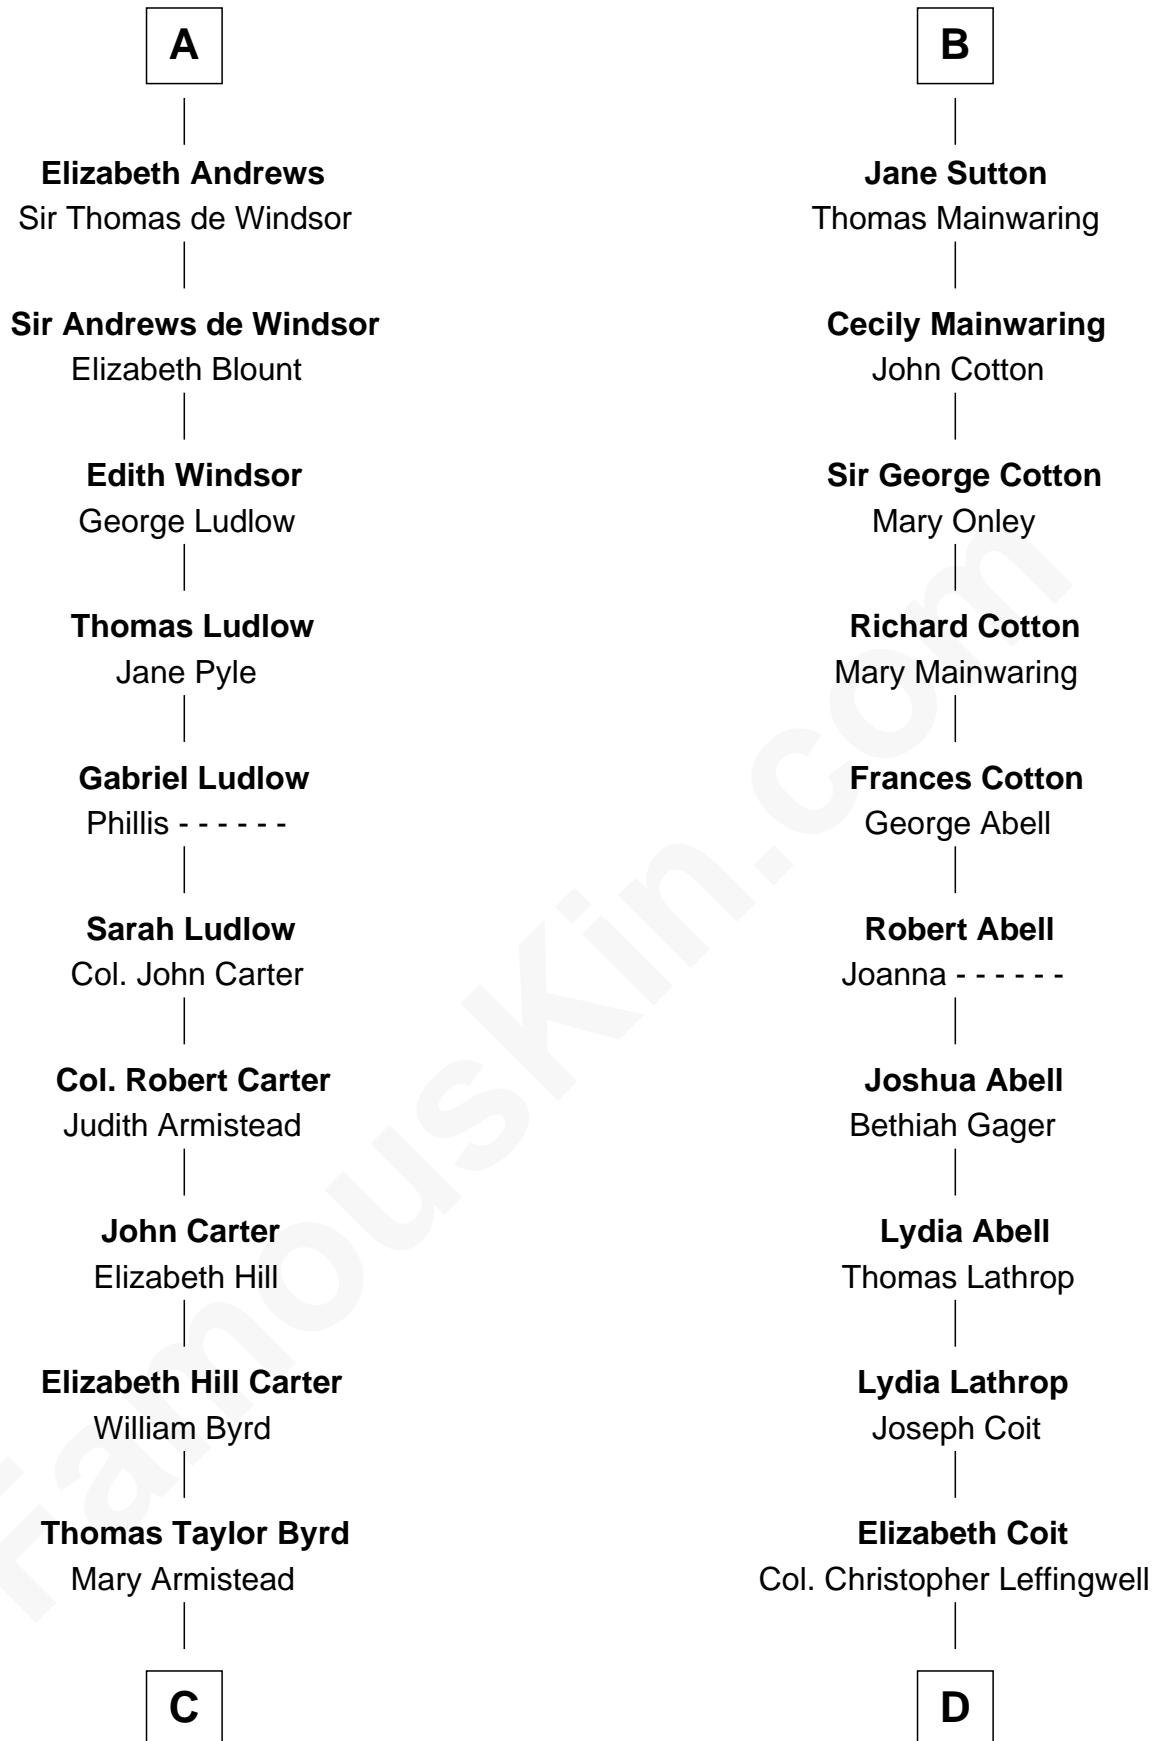 A
Elizabeth Andrews
Sir Thomas de Windsor
Sir Andrews de Windsor
Elizabeth Blount
Edith Windsor
George Ludlow
Thomas Ludlow
Jane Pyle
Gabriel Ludlow
Phillis - - - - - -
Sarah Ludlow
Col. John Carter
Col. Robert Carter
Judith Armistead
John Carter
Elizabeth Hill
Elizabeth Hill Carter
William Byrd
Thomas Taylor Byrd
Mary Armistead
C
B
Jane Sutton
Thomas Mainwaring
Cecily Mainwaring
John Cotton
Sir George Cotton
Mary Onley
Richard Cotton
Mary Mainwaring
Frances Cotton
George Abell
Robert Abell
Joanna - - - - - -
Joshua Abell
Bethiah Gager
Lydia Abell
Thomas Lathrop
Lydia Lathrop
Joseph Coit
Elizabeth Coit
Col. Christopher Leffingwell
D
FamousKin.com